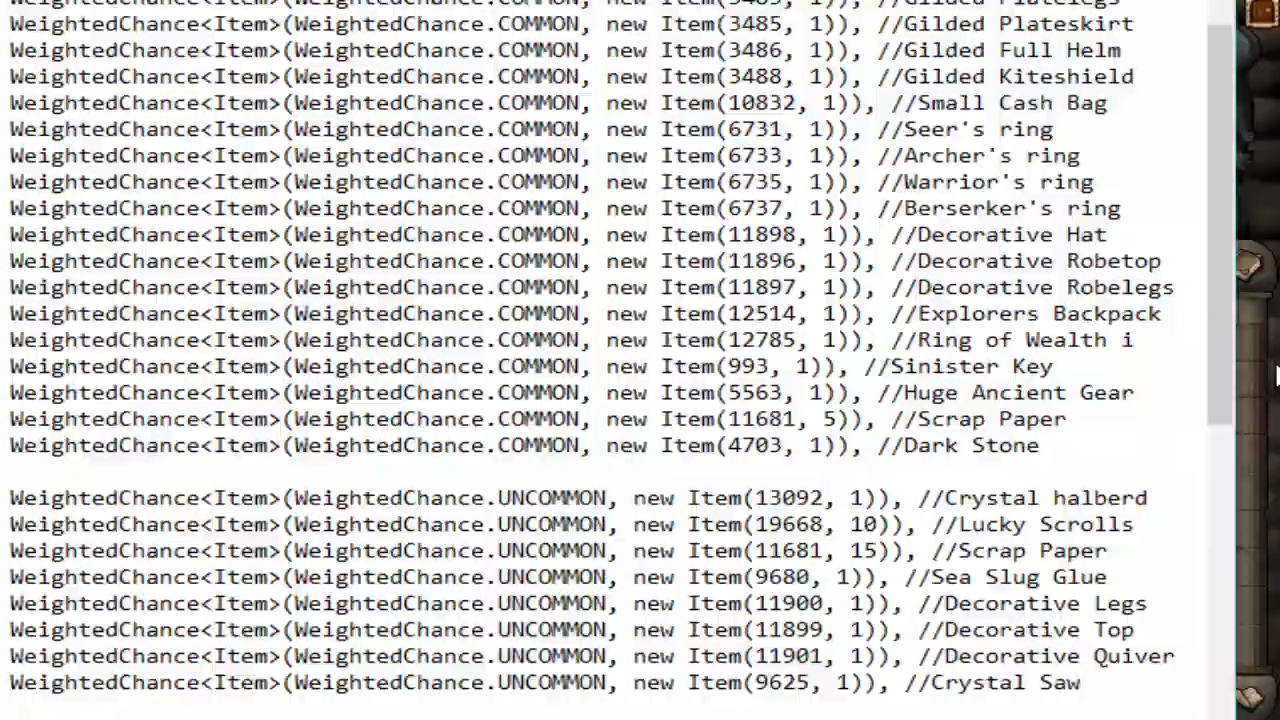 WeightedChance<Item>(WeightedChance.COMMON, new Item(3483, 1)), //Gilded Platelegs
WeightedChance<Item>(WeightedChance.COMMON, new Item(3485, 1)), //Gilded Plateskirt
WeightedChance<Item>(WeightedChance.COMMON, new Item(3486, 1)), //Gilded Full Helm
WeightedChance<Item>(WeightedChance.COMMON, new Item(3488, 1)), //Gilded Kiteshield
WeightedChance<Item>(WeightedChance.COMMON, new Item(10832, 1)), //Small Cash Bag
WeightedChance<Item>(WeightedChance.COMMON, new Item(6731, 1)), //Seer's ring
WeightedChance<Item>(WeightedChance.COMMON, new Item(6733, 1)), //Archer's ring
WeightedChance<Item>(WeightedChance.COMMON, new Item(6735, 1)), //Warrior's ring
WeightedChance<Item>(WeightedChance.COMMON, new Item(6737, 1)), //Berserker's ring
WeightedChance<Item>(WeightedChance.COMMON, new Item(11898, 1)), //Decorative Hat
WeightedChance<Item>(WeightedChance.COMMON, new Item(11896, 1)), //Decorative Robetop
WeightedChance<Item>(WeightedChance.COMMON, new Item(11897, 1)), //Decorative Robelegs
WeightedChance<Item>(WeightedChance.COMMON, new Item(12514, 1)), //Explorers Backpack
WeightedChance<Item>(WeightedChance.COMMON, new Item(12785, 1)), //Ring of Wealth i
WeightedChance<Item>(WeightedChance.COMMON, new Item(993, 1)), //Sinister Key
WeightedChance<Item>(WeightedChance.COMMON, new Item(5563, 1)), //Huge Ancient Gear
WeightedChance<Item>(WeightedChance.COMMON, new Item(11681, 5)), //Scrap Paper
WeightedChance<Item>(WeightedChance.COMMON, new Item(4703, 1)), //Dark Stone
WeightedChance<Item>(WeightedChance.UNCOMMON, new Item(13092, 1)), //Crystal halberd
WeightedChance<Item>(WeightedChance.UNCOMMON, new Item(19668, 10)), //Lucky Scrolls
WeightedChance<Item>(WeightedChance.UNCOMMON, new Item(11681, 15)), //Scrap Paper
WeightedChance<Item>(WeightedChance.UNCOMMON, new Item(9680, 1)), //Sea Slug Glue
WeightedChance<Item>(WeightedChance.UNCOMMON, new Item(11900, 1)), //Decorative Legs
WeightedChance<Item>(WeightedChance.UNCOMMON, new Item(11899, 1)), //Decorative Top
WeightedChance<Item>(WeightedChance.UNCOMMON, new Item(11901, 1)), //Decorative Quiver
WeightedChance<Item>(WeightedChance.UNCOMMON, new Item(9625, 1)), //Crystal Saw